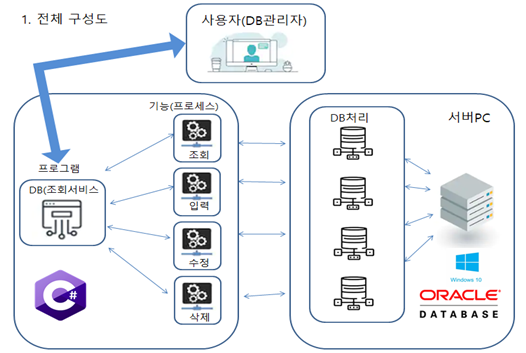 1. 전체 구성도
사용자(DB관리자)
기능(프로세스)
조회
입력
수정
삭제
프로그램
DB(조회서비스
C#
DB처리
서버PC
Windows 10
ORACLE
DATABASE